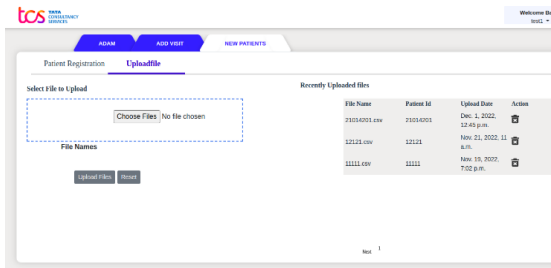 tcs TATA
CONSULTANCY
SERVICES
Welcome Ba
test1
ADAM ADD VISIT NEW PATIENTS
Patient Registration Uploadfile
Select File to Upload
Recently Uploaded files
Choose Files No file chosen
File Names
Upload Files Reset
File Name Patient Id Upload Date Action
21014201.csv 21014201 Dec. 1, 2022,
12:45 p.m.
12121.csv 12121 Nov. 21, 2022, 11
a.m.
11111.csv 11111 Nov. 19, 2022,
7:02 p.m.
Next 1